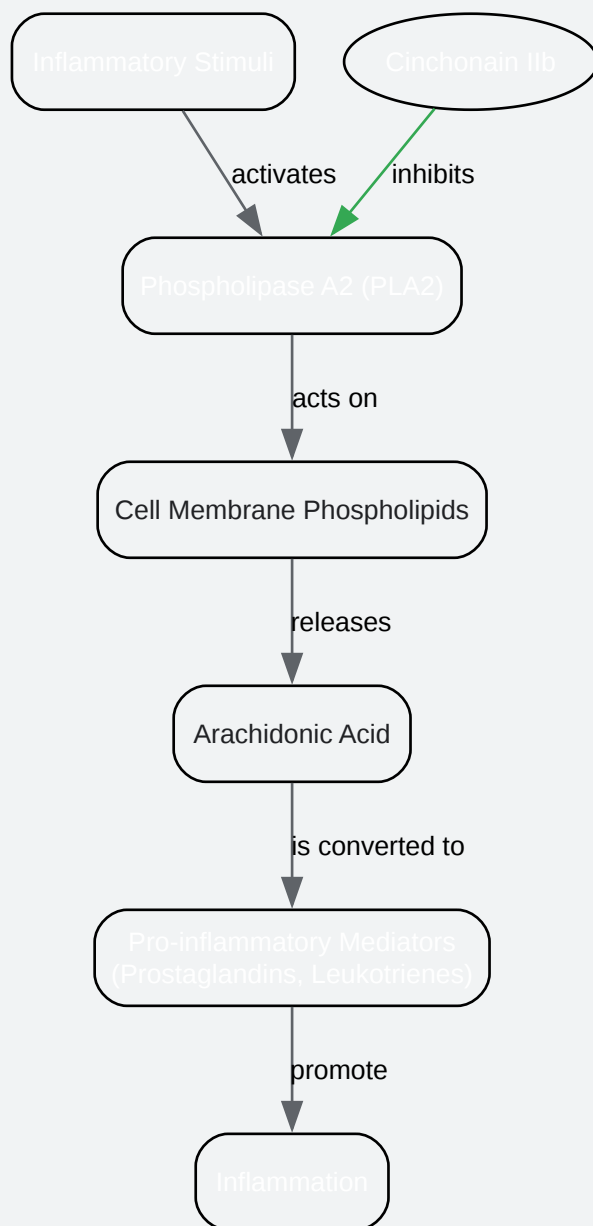 Inflammatory Stimuli
Cinchonain IIb
activates
inhibits
Phospholipase A2 (PLA2)
acts on
Cell Membrane Phospholipids
releases
Arachidonic Acid
is converted to
Pro-inflammatory Mediators
(Prostaglandins, Leukotrienes)
promote
Inflammation